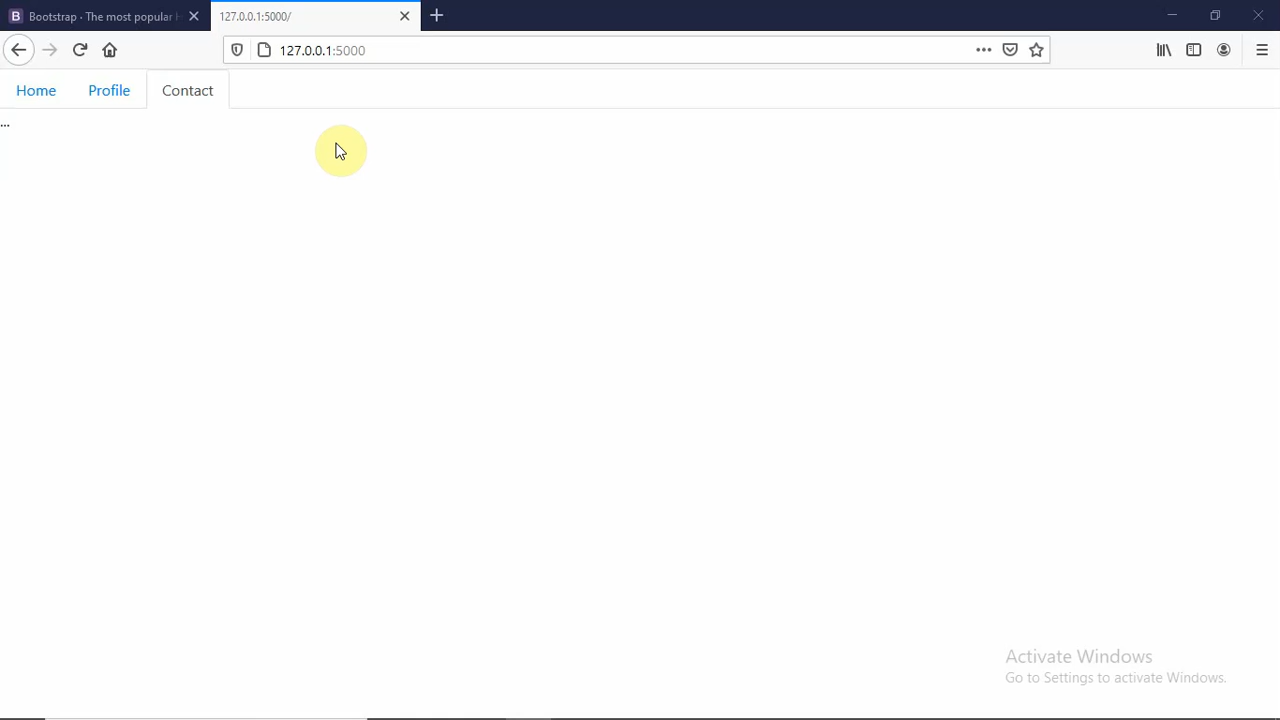 Bootstrap · The most popular
127.0.0.1:5000/
127.0.0.1:5000
Home Profile Contact
...
Activate Windows
Go to Settings to activate Windows.